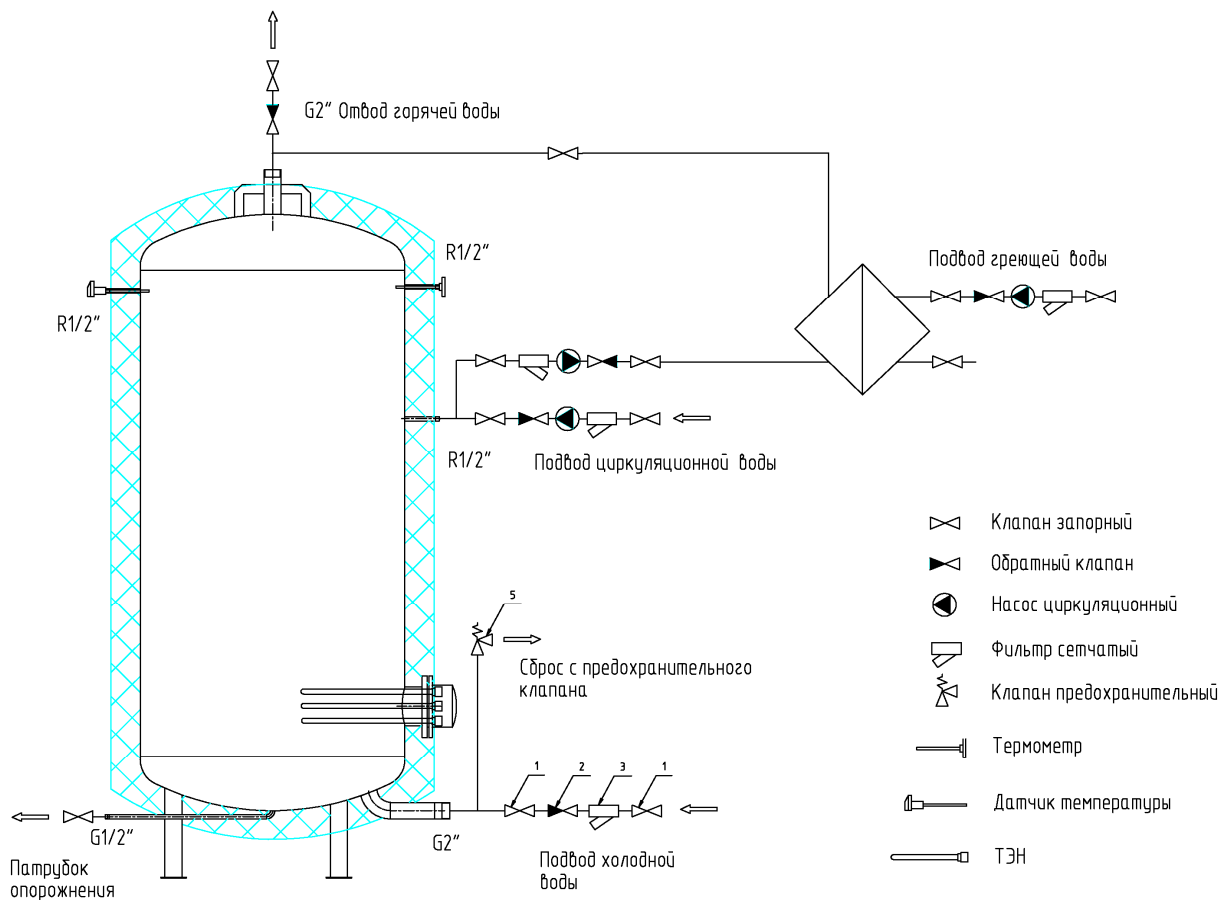 G2" Отвод горячей воды
R1/2"
Подвод греющей воды
R1/2"
R1/2"
Подвод циркуляционной воды
Клапан запорный
Обратный клапан
Насос циркуляционный
Фильтр сетчатый
Клапан предохранительный
Термометр
Датчик температуры
ТЭН
5
Сброс с предохранительного
клапана
1
2
3
1
G1/2"
G2"
Подвод холодной
воды
Патрубок
опорожнения